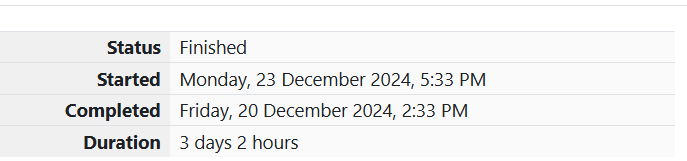 Status Finished
Started Monday, 23 December 2024, 5:33 PM
Completed Friday, 20 December 2024, 2:33 PM
Duration 3 days 2 hours